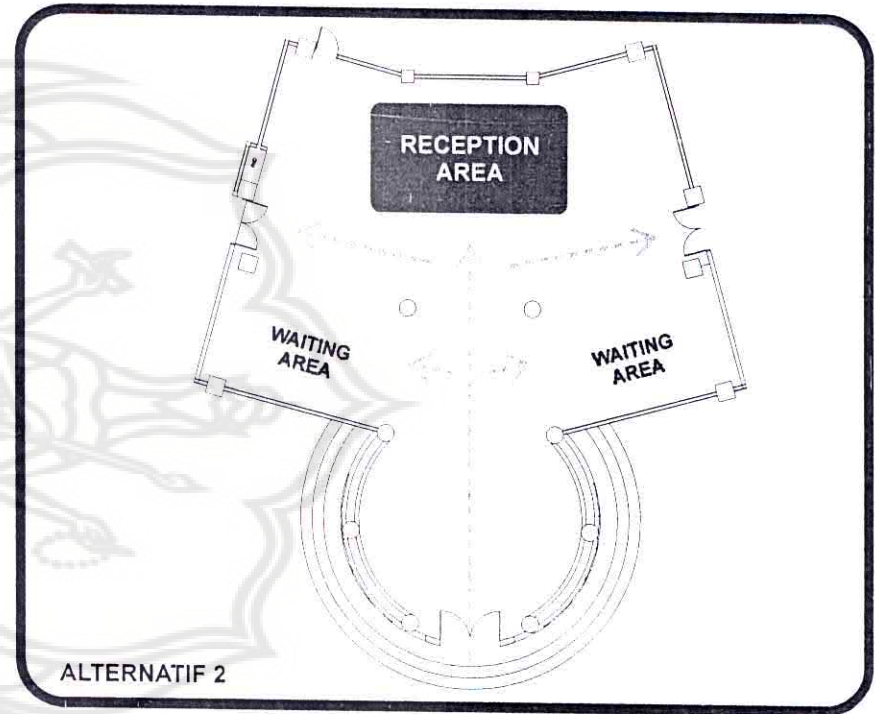 RECEPTION
AREA
WAITING
AREA
WAITING
AREA
ALTERNATIF 2